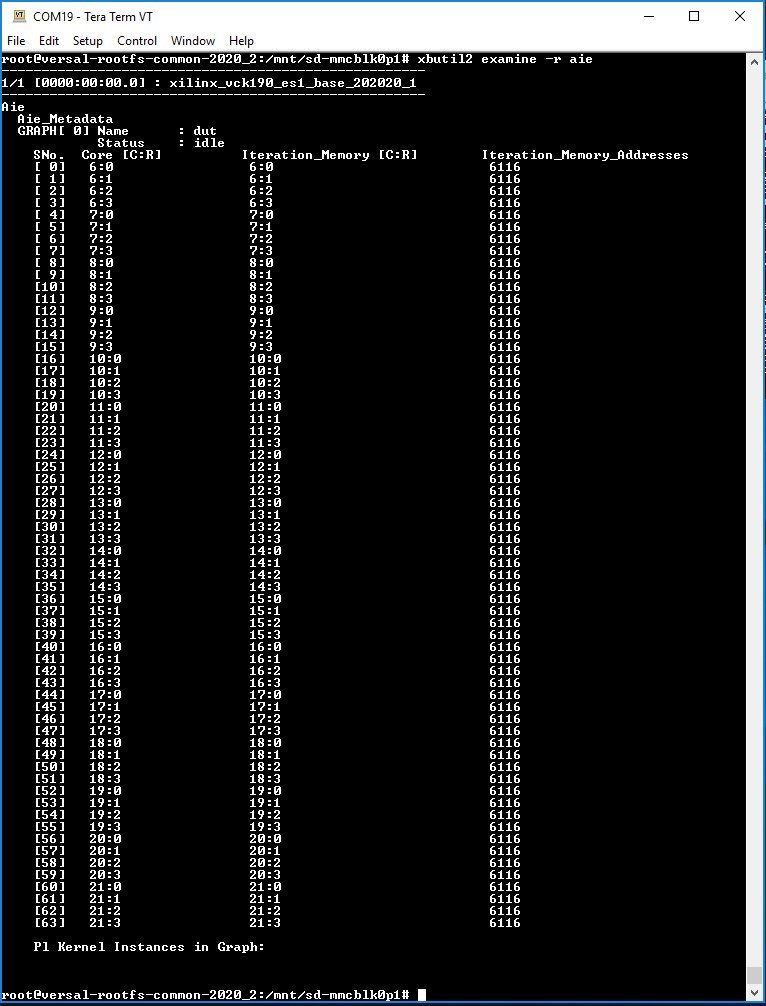 COM19 - Tera Term VT
File Edit Setup Control Window Help
root@versal-rootfs-common-2020_2:/mnt/sd-mmcblk0p1# xbutil2 examine -r aie
-----------------------------------------------------
1/1 [0000:00:00.0] : xilinx_vck190_es1_base_202020_1
-----------------------------------------------------
Aie
Aie_Metadata
GRAPH[ 0] Name : dut
Status : idle
SNo. Core [C:R] Iteration_Memory [C:R] Iteration_Memory_Addresses
[ 0] 6:0 6:0 6116
[ 1] 6:1 6:1 6116
[ 2] 6:2 6:2 6116
[ 3] 6:3 6:3 6116
[ 4] 7:0 7:0 6116
[ 5] 7:1 7:1 6116
[ 6] 7:2 7:2 6116
[ 7] 7:3 7:3 6116
[ 8] 8:0 8:0 6116
[ 9] 8:1 8:1 6116
[10] 8:2 8:2 6116
[11] 8:3 8:3 6116
[12] 9:0 9:0 6116
[13] 9:1 9:1 6116
[14] 9:2 9:2 6116
[15] 9:3 9:3 6116
[16] 10:0 10:0 6116
[17] 10:1 10:1 6116
[18] 10:2 10:2 6116
[19] 10:3 10:3 6116
[20] 11:0 11:0 6116
[21] 11:1 11:1 6116
[22] 11:2 11:2 6116
[23] 11:3 11:3 6116
[24] 12:0 12:0 6116
[25] 12:1 12:1 6116
[26] 12:2 12:2 6116
[27] 12:3 12:3 6116
[28] 13:0 13:0 6116
[29] 13:1 13:1 6116
[30] 13:2 13:2 6116
[31] 13:3 13:3 6116
[32] 14:0 14:0 6116
[33] 14:1 14:1 6116
[34] 14:2 14:2 6116
[35] 14:3 14:3 6116
[36] 15:0 15:0 6116
[37] 15:1 15:1 6116
[38] 15:2 15:2 6116
[39] 15:3 15:3 6116
[40] 16:0 16:0 6116
[41] 16:1 16:1 6116
[42] 16:2 16:2 6116
[43] 16:3 16:3 6116
[44] 17:0 17:0 6116
[45] 17:1 17:1 6116
[46] 17:2 17:2 6116
[47] 17:3 17:3 6116
[48] 18:0 18:0 6116
[49] 18:1 18:1 6116
[50] 18:2 18:2 6116
[51] 18:3 18:3 6116
[52] 19:0 19:0 6116
[53] 19:1 19:1 6116
[54] 19:2 19:2 6116
[55] 19:3 19:3 6116
[56] 20:0 20:0 6116
[57] 20:1 20:1 6116
[58] 20:2 20:2 6116
[59] 20:3 20:3 6116
[60] 21:0 21:0 6116
[61] 21:1 21:1 6116
[62] 21:2 21:2 6116
[63] 21:3 21:3 6116
Pl Kernel Instances in Graph:
root@versal-rootfs-common-2020_2:/mnt/sd-mmcblk0p1#